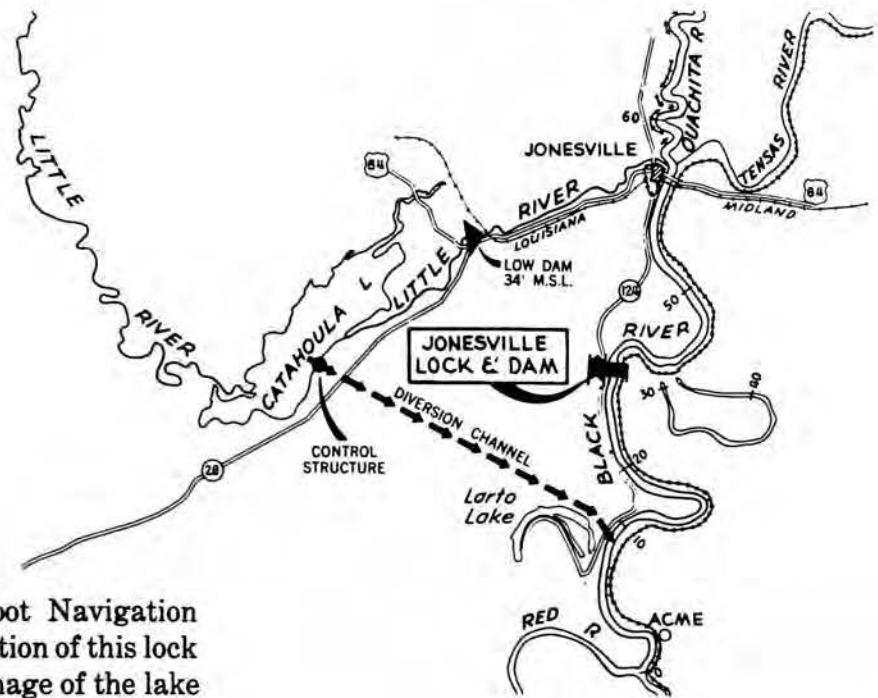 LITTLE
RIVER
84
JONESVILLE
60
OUACHITA R
TENSAS
RIVER
84
MIDLAND
RIVER
LOUISIANA
LITTLE
LOW DAM
34' M.S.L.
CATAHOULA L
124
50
RIVER
JONESVILLE
LOCK & DAM
30
40
DIVERSION CHANNEL
CONTROL
STRUCTURE
28
BLACK
20
Larto
Lake
10
RED R
ACME
0
oot Navigation
tion of this lock
nage of the lake